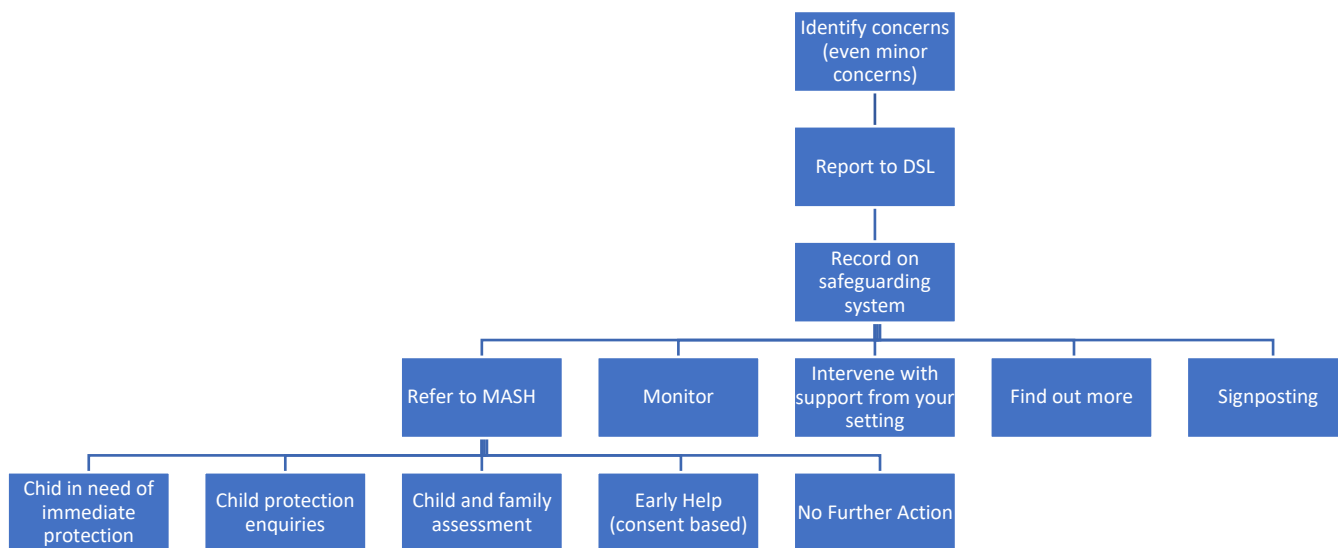 Identify concerns
(even minor
concerns)
Report to DSL
Record on
safeguarding
system
Refer to MASH
Monitor
Intervene with
support from your
setting
Find out more
Signposting
Chid in need of
immediate
protection
Child protection
enquiries
Child and family
assessment
Early Help
(consent based)
No Further Action